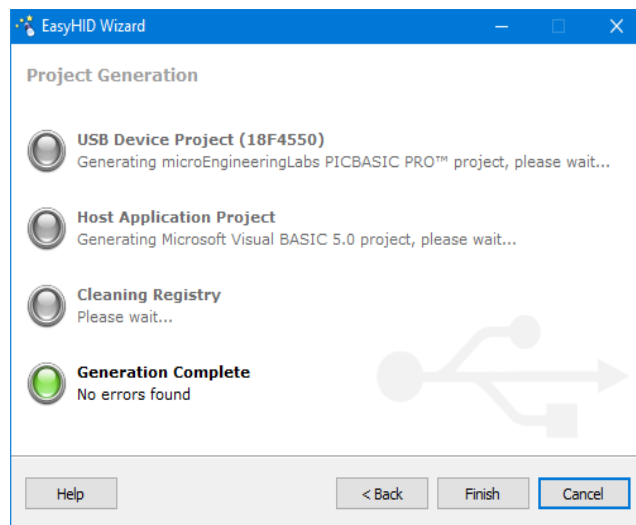 EasyHID Wizard
Project Generation
USB Device Project (18F4550)
Generating microEngineeringLabs PICBASIC PRO™ project, please wait...
Host Application Project
Generating Microsoft Visual BASIC 5.0 project, please wait...
Cleaning Registry
Please wait...
Generation Complete
No errors found
Help
< Back
Finish
Cancel